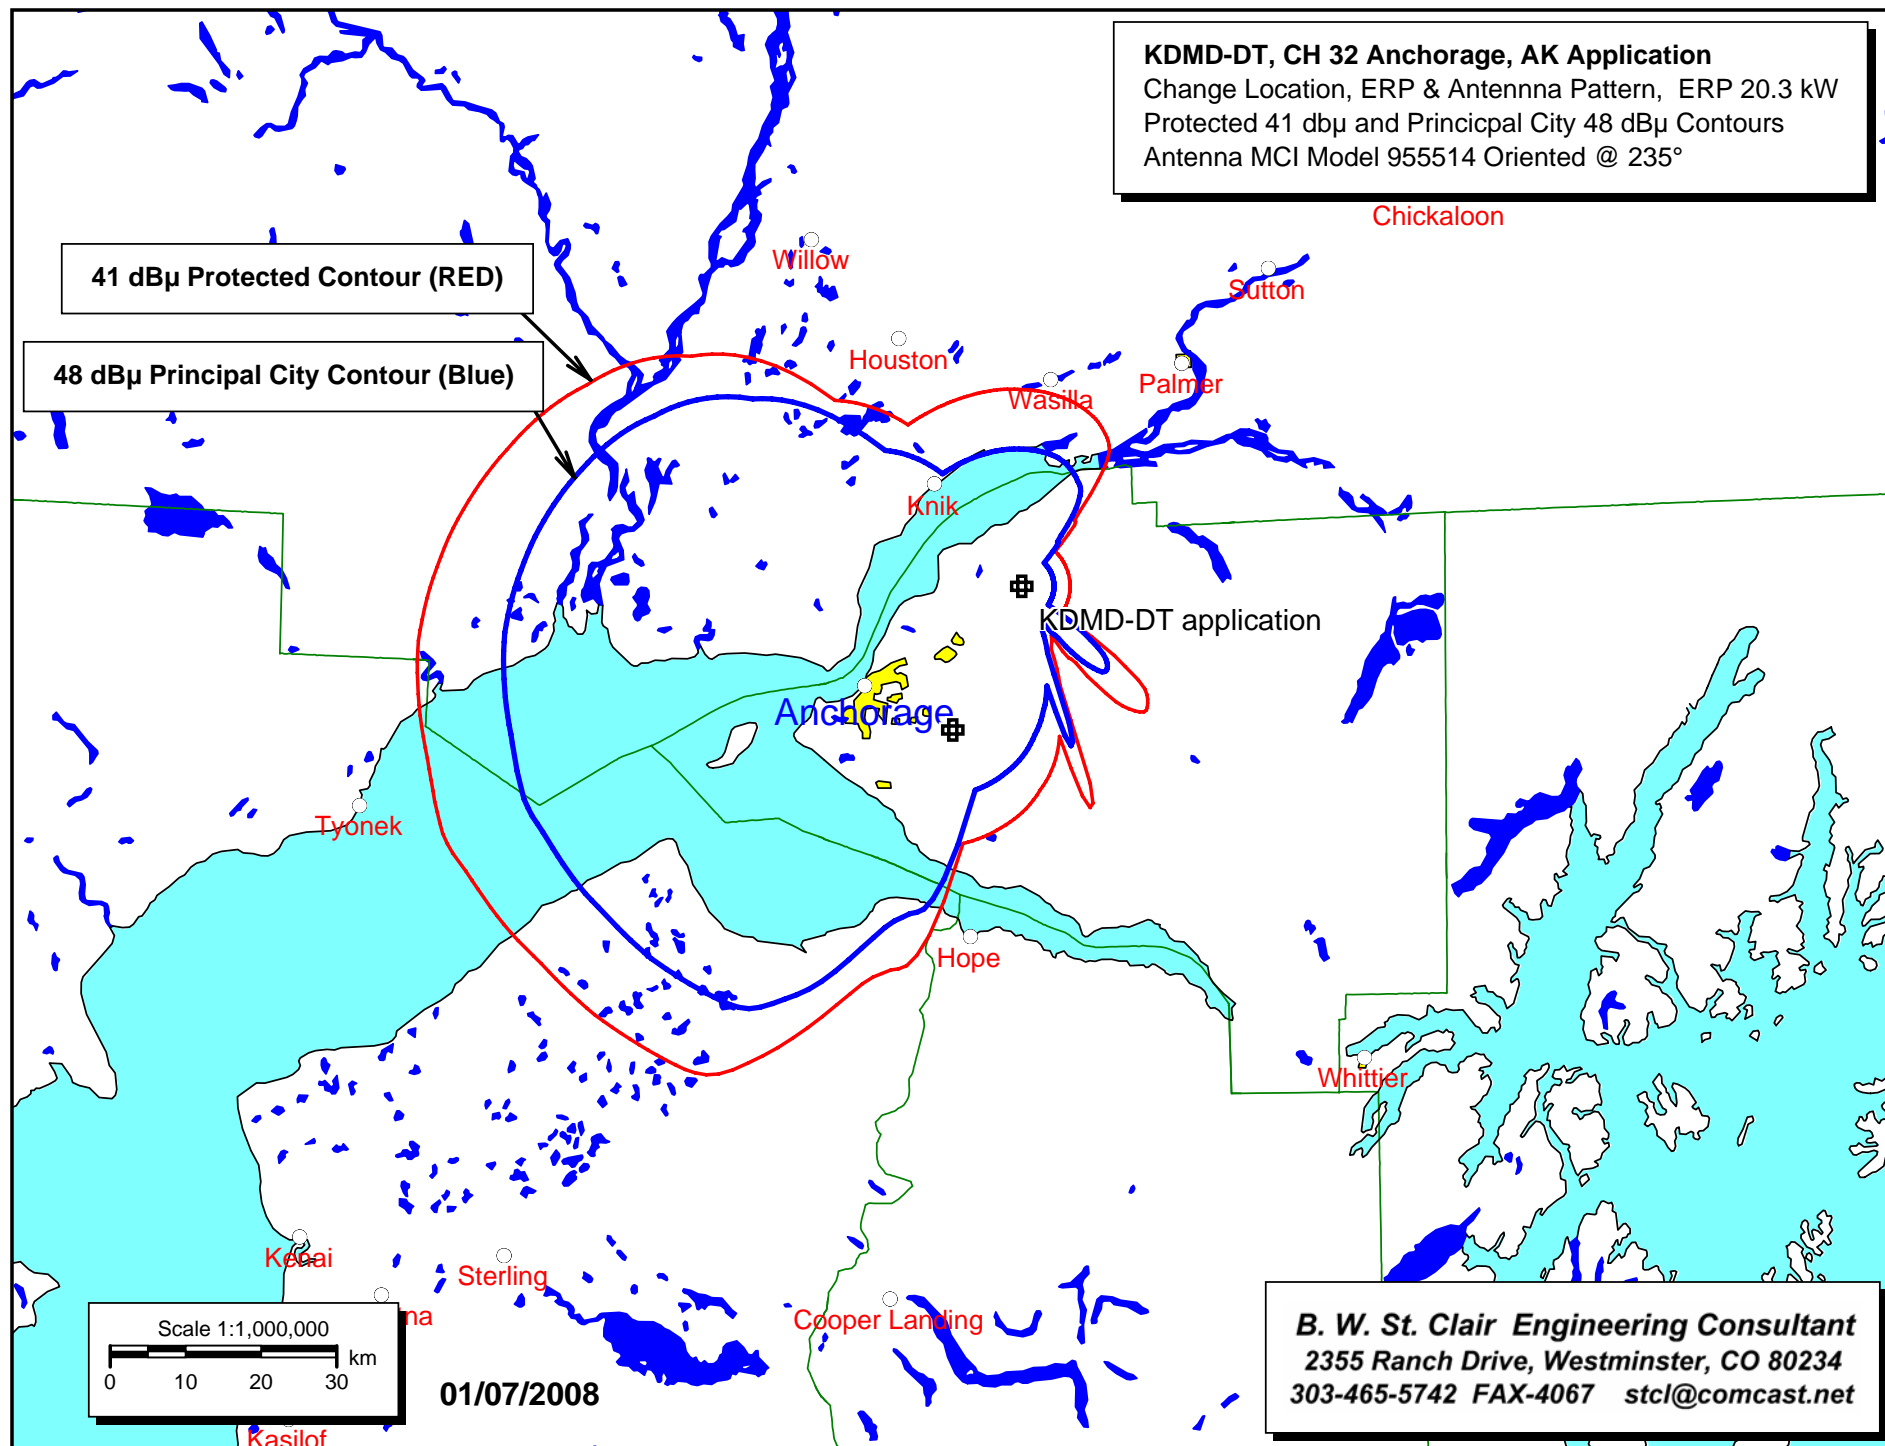 KDMD-DT, CH 32 Anchorage, AK Application
Change Location, ERP & Antennna Pattern, ERP 20.3 kW
Protected 41 dbµ and Princicpal City 48 dBµ Contours
Antenna MCI Model 955514 Oriented @ 235°
Chickaloon
Willow
Sutton
41 dBµ Protected Contour (RED)
Houston
Palmer
48 dBµ Principal City Contour (Blue)
Wasilla
Knik
KDMD-DT application
Anchorage
Tyonek
Hope
Whittier
Kenai
Sterling
na
Cooper Landing
Scale 1:1,000,000
km
0 10 20 30
01/07/2008
Kasilof
B. W. St. Clair Engineering Consultant
2355 Ranch Drive, Westminster, CO 80234
303-465-5742 FAX-4067 stcl@comcast.net